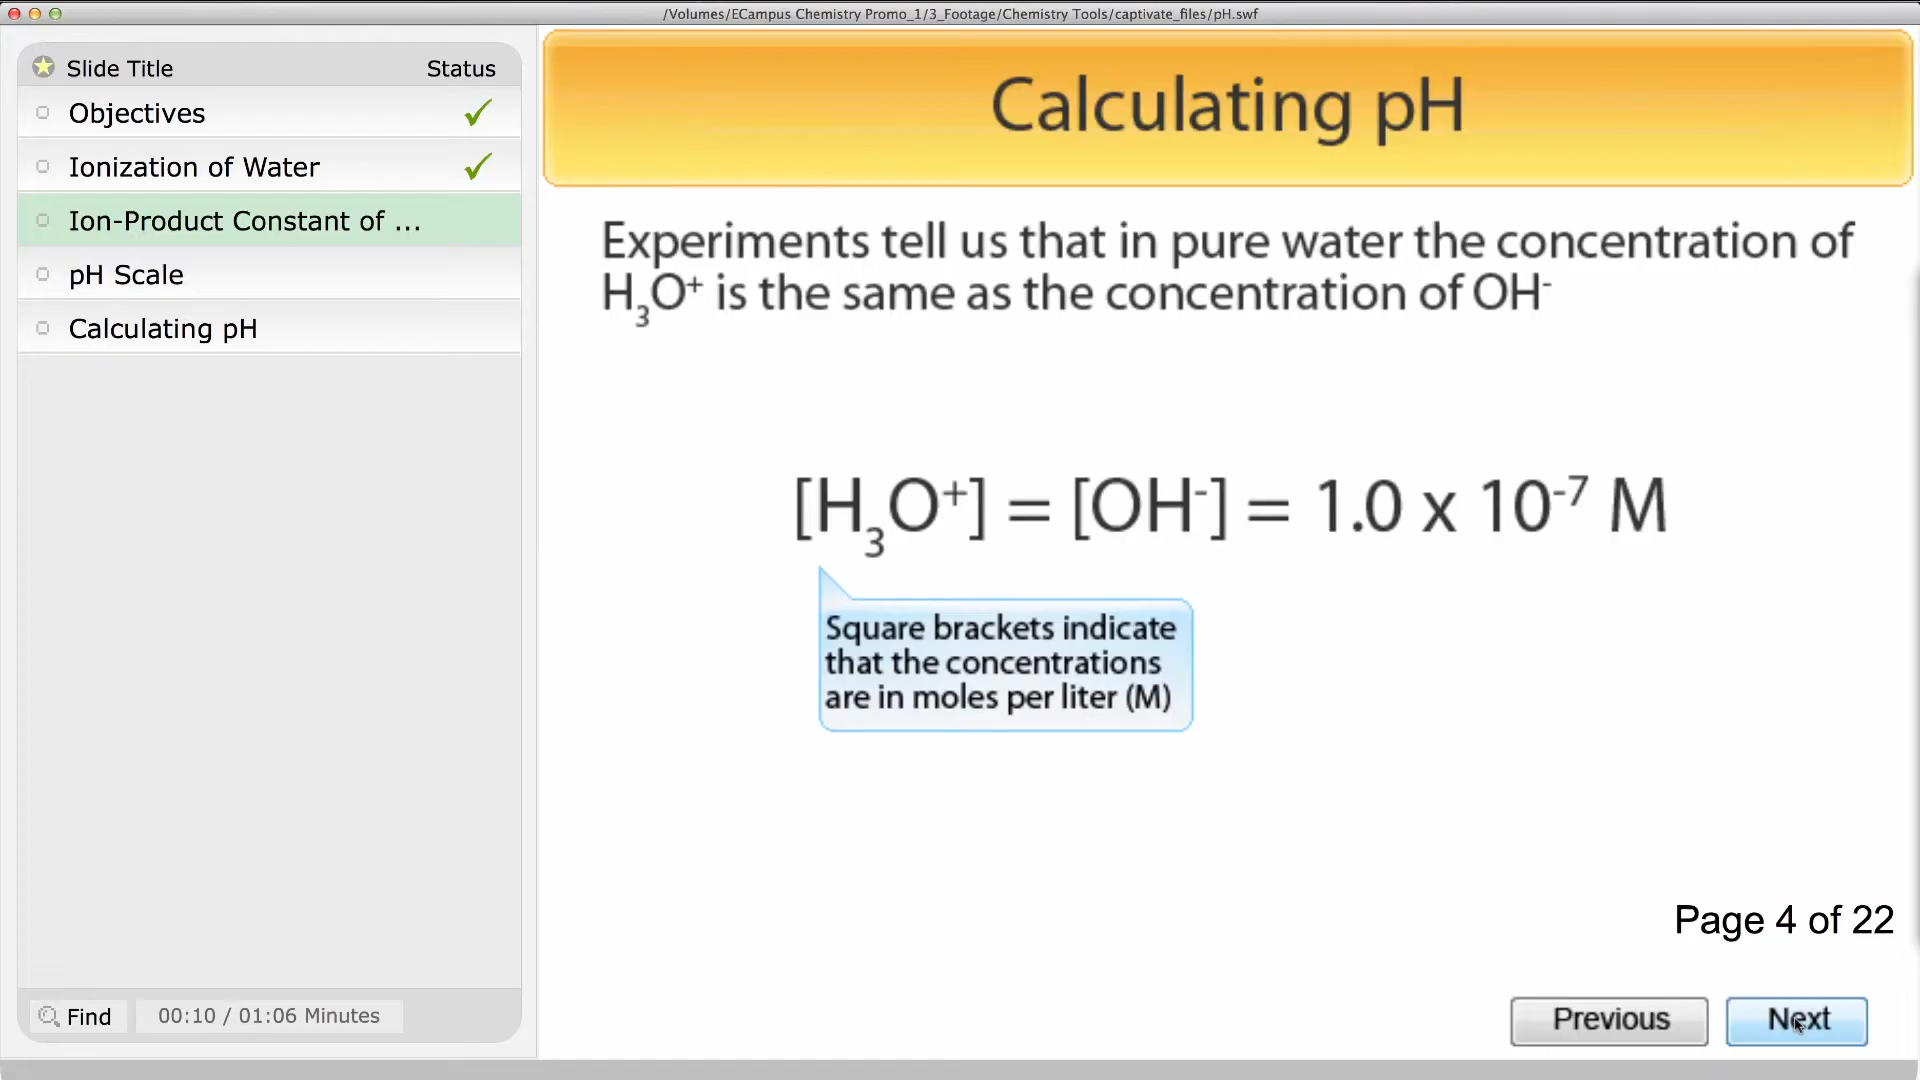 /Volumes/ECampus Chemistry Promo_1/3_Footage/Chemistry Tools/captivate_files/pH.swf
Slide Title Status
Objectives
Ionization of Water
Ion-Product Constant of ...
pH Scale
Calculating pH
Find 00:10 / 01:06 Minutes
Calculating pH
Experiments tell us that in pure water the concentration of
H₃O⁺ is the same as the concentration of OH⁻
[H₃O⁺] = [OH⁻] = 1.0 x 10⁻⁷ M
Square brackets indicate
that the concentrations
are in moles per liter (M)
Page 4 of 22
Previous Next